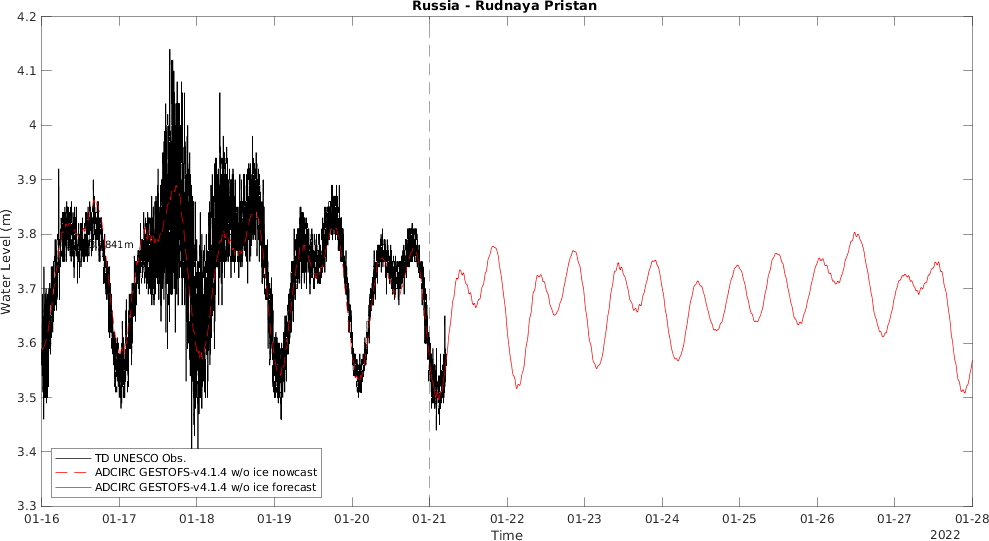 Russia - Rudnaya Pristan
4.2
4.1
4
3.9
3.8
3.7
3.6
3.5
3.4
3.3
Water Level (m)
841m
TD UNESCO Obs.
ADCIRC GESTOFS-v4.1.4 w/o ice nowcast
ADCIRC GESTOFS-v4.1.4 w/o ice forecast
01-16 01-17 01-18 01-19 01-20 01-21 01-22 01-23 01-24 01-25 01-26 01-27 01-28
Time
2022